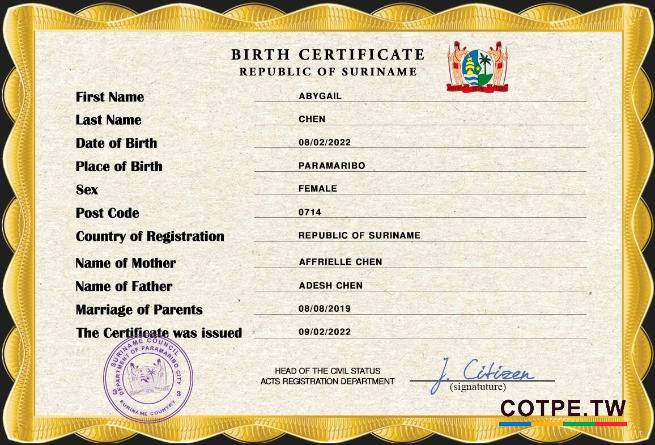 BIRTH CERTIFICATE
REPUBLIC OF SURINAME
First Name ABYGAIL
Last Name CHEN
Date of Birth 08/02/2022
Place of Birth PARAMARIBO
Sex FEMALE
Post Code 0714
Country of Registration REPUBLIC OF SURINAME
Name of Mother AFFRIELLE CHEN
Name of Father ADESH CHEN
Marriage of Parents 08/08/2019
The Certificate was issued 09/02/2022
SURINAME COUNCIL
DEPARTMENT OF PARAMARIBO CITY
SURINAME COUNTRY
HEAD OF THE CIVIL STATUS
ACTS REGISTRATION DEPARTMENT
J. Citizen
(signatuture)
COTPE.TW